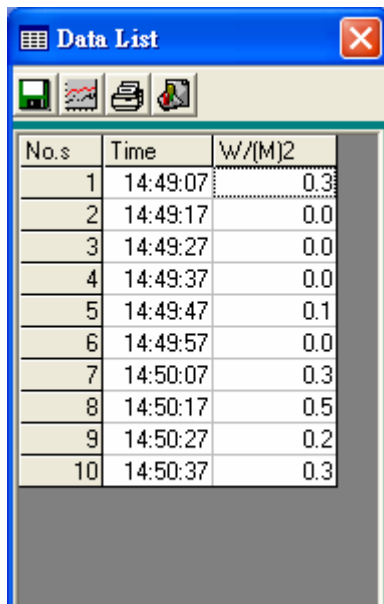 Data List
No.s Time W/(M)2
1 14:49:07 0.3
2 14:49:17 0.0
3 14:49:27 0.0
4 14:49:37 0.0
5 14:49:47 0.1
6 14:49:57 0.0
7 14:50:07 0.3
8 14:50:17 0.5
9 14:50:27 0.2
10 14:50:37 0.3